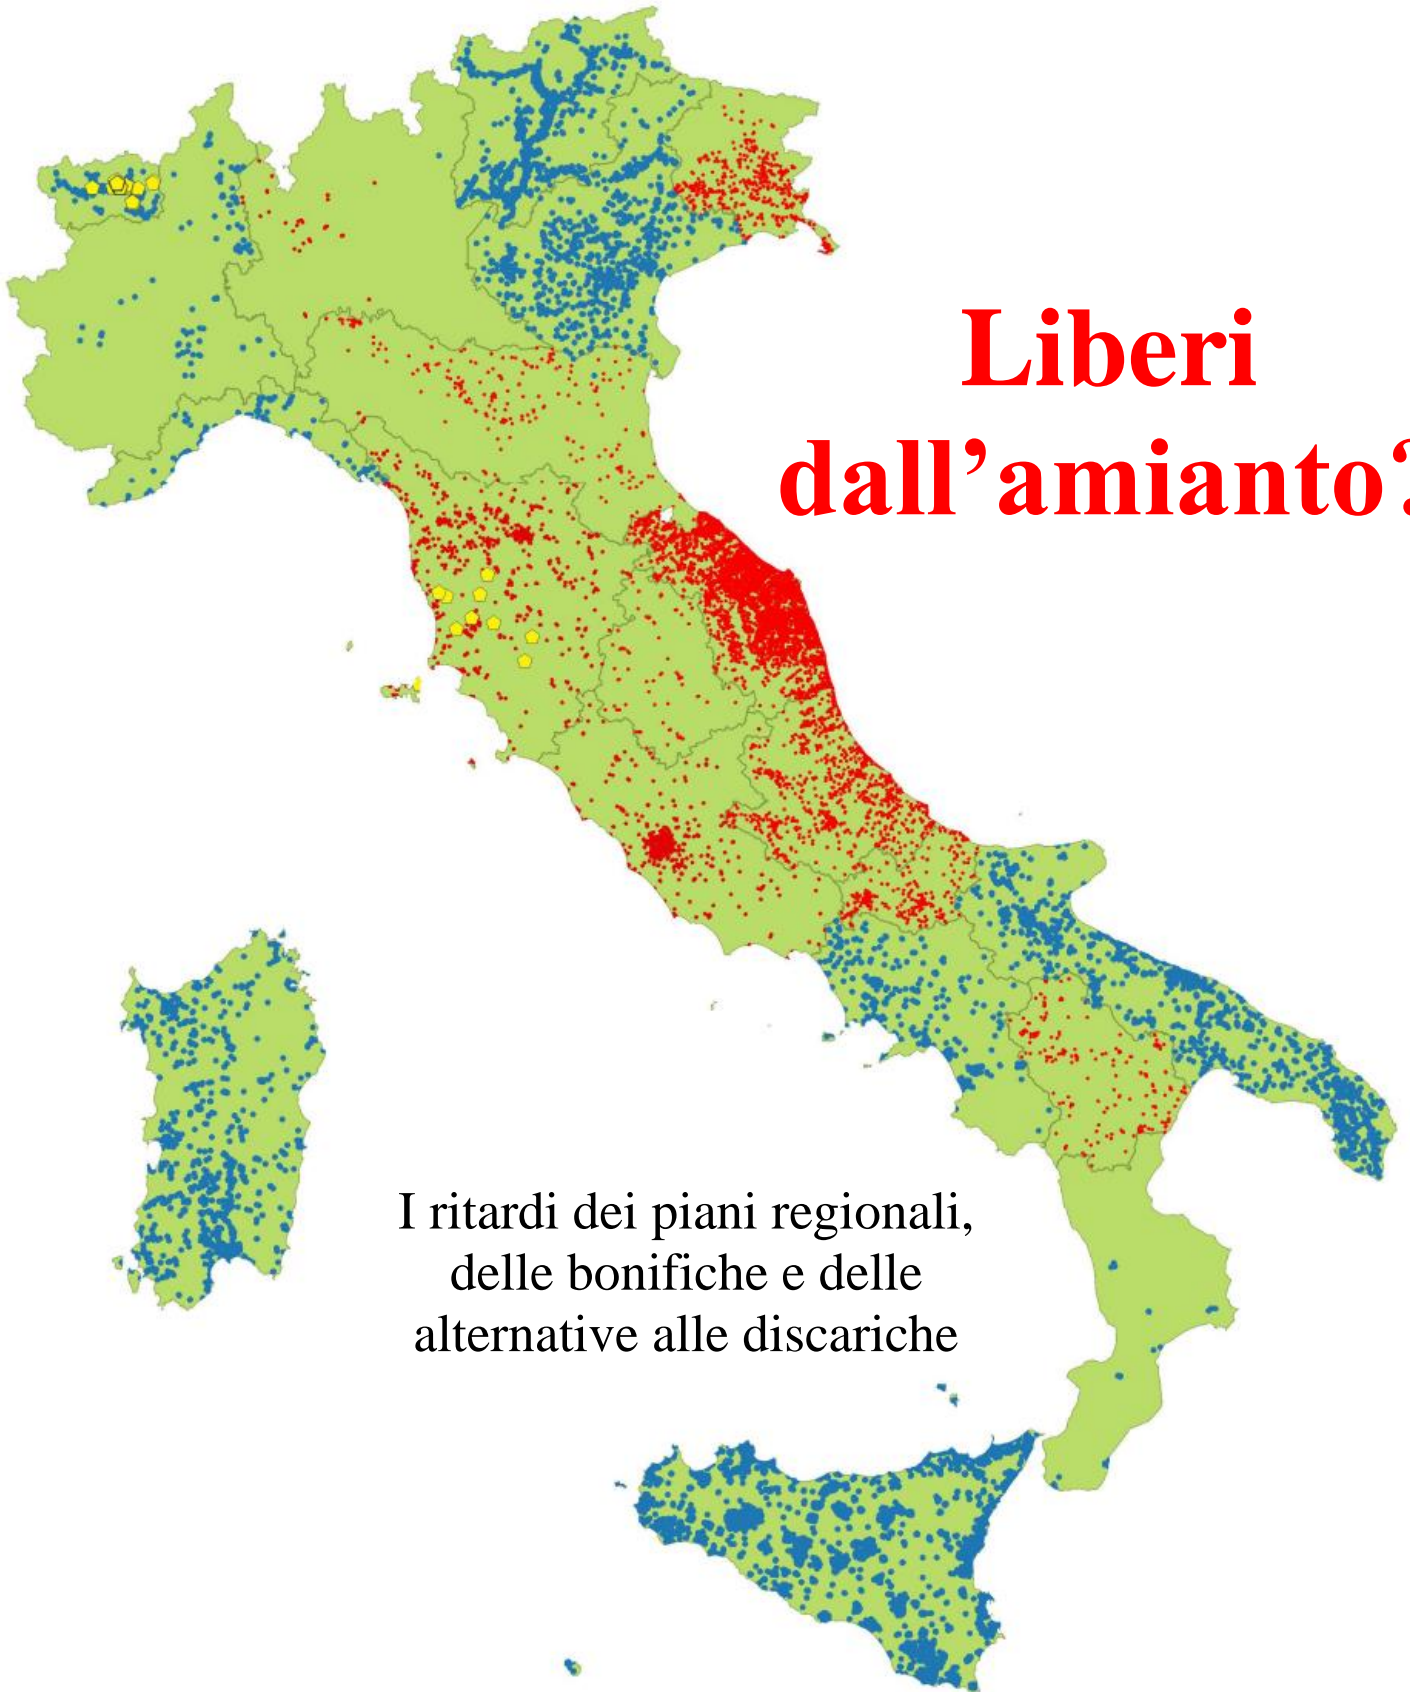 Liberi
dall’amianto?
I ritardi dei piani regionali,
delle bonifiche e delle
alternative alle discariche